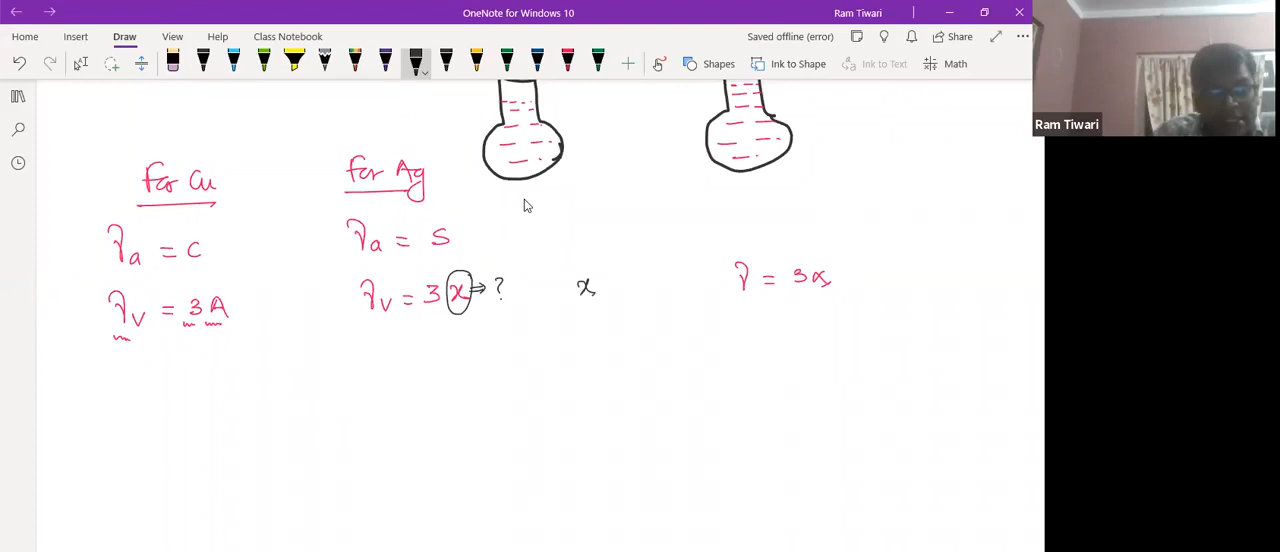 OneNote for Windows 10
Ram Tiwari
Home Insert Draw View Help Class Notebook
Saved offline (error)
Share
Shapes
Ink to Shape
Ink to Text
Math
Ram Tiwari
for Cu
for Ag
γa = C
γa = S
γv = 3A
γv = 3x ⇒ ?
x
γ = 3α